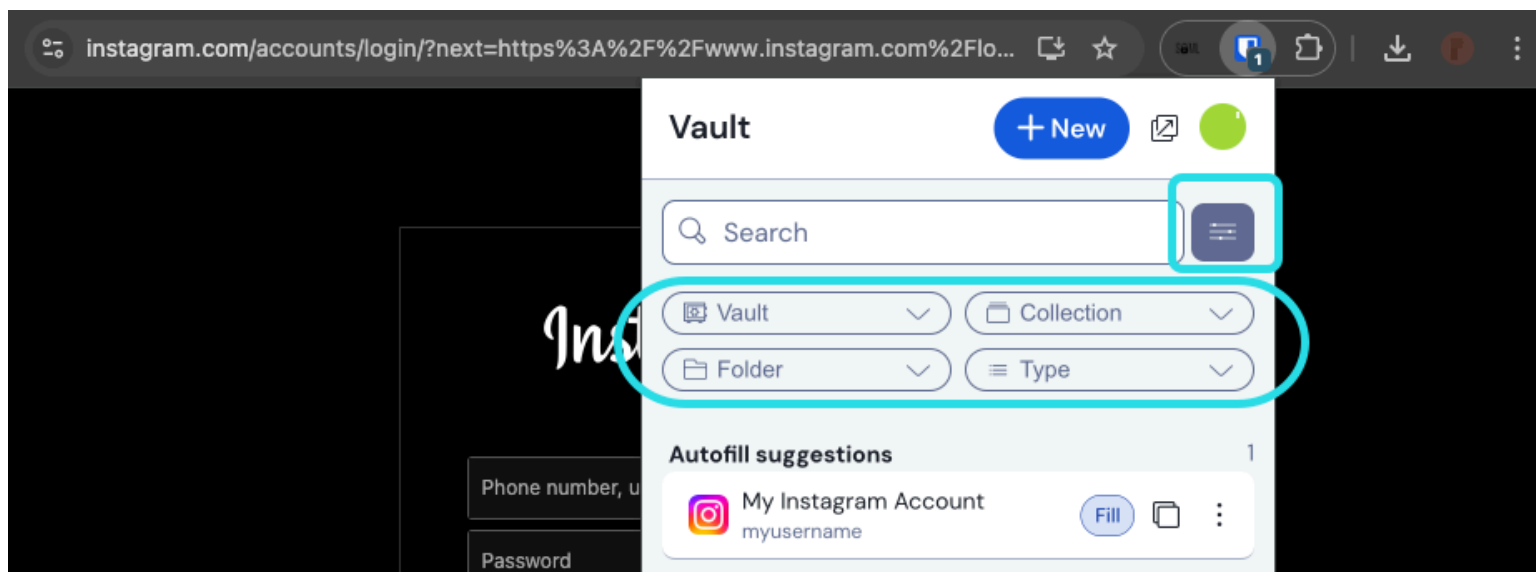 instagram.com/accounts/login/?next=https%3A%2F%2Fwww.instagram.com%2Flo...
1
Vault
New
Search
Vault
Collection
Folder
Type
Autofill suggestions
1
My Instagram Account
Fill
myusername
Phone number, u
Password